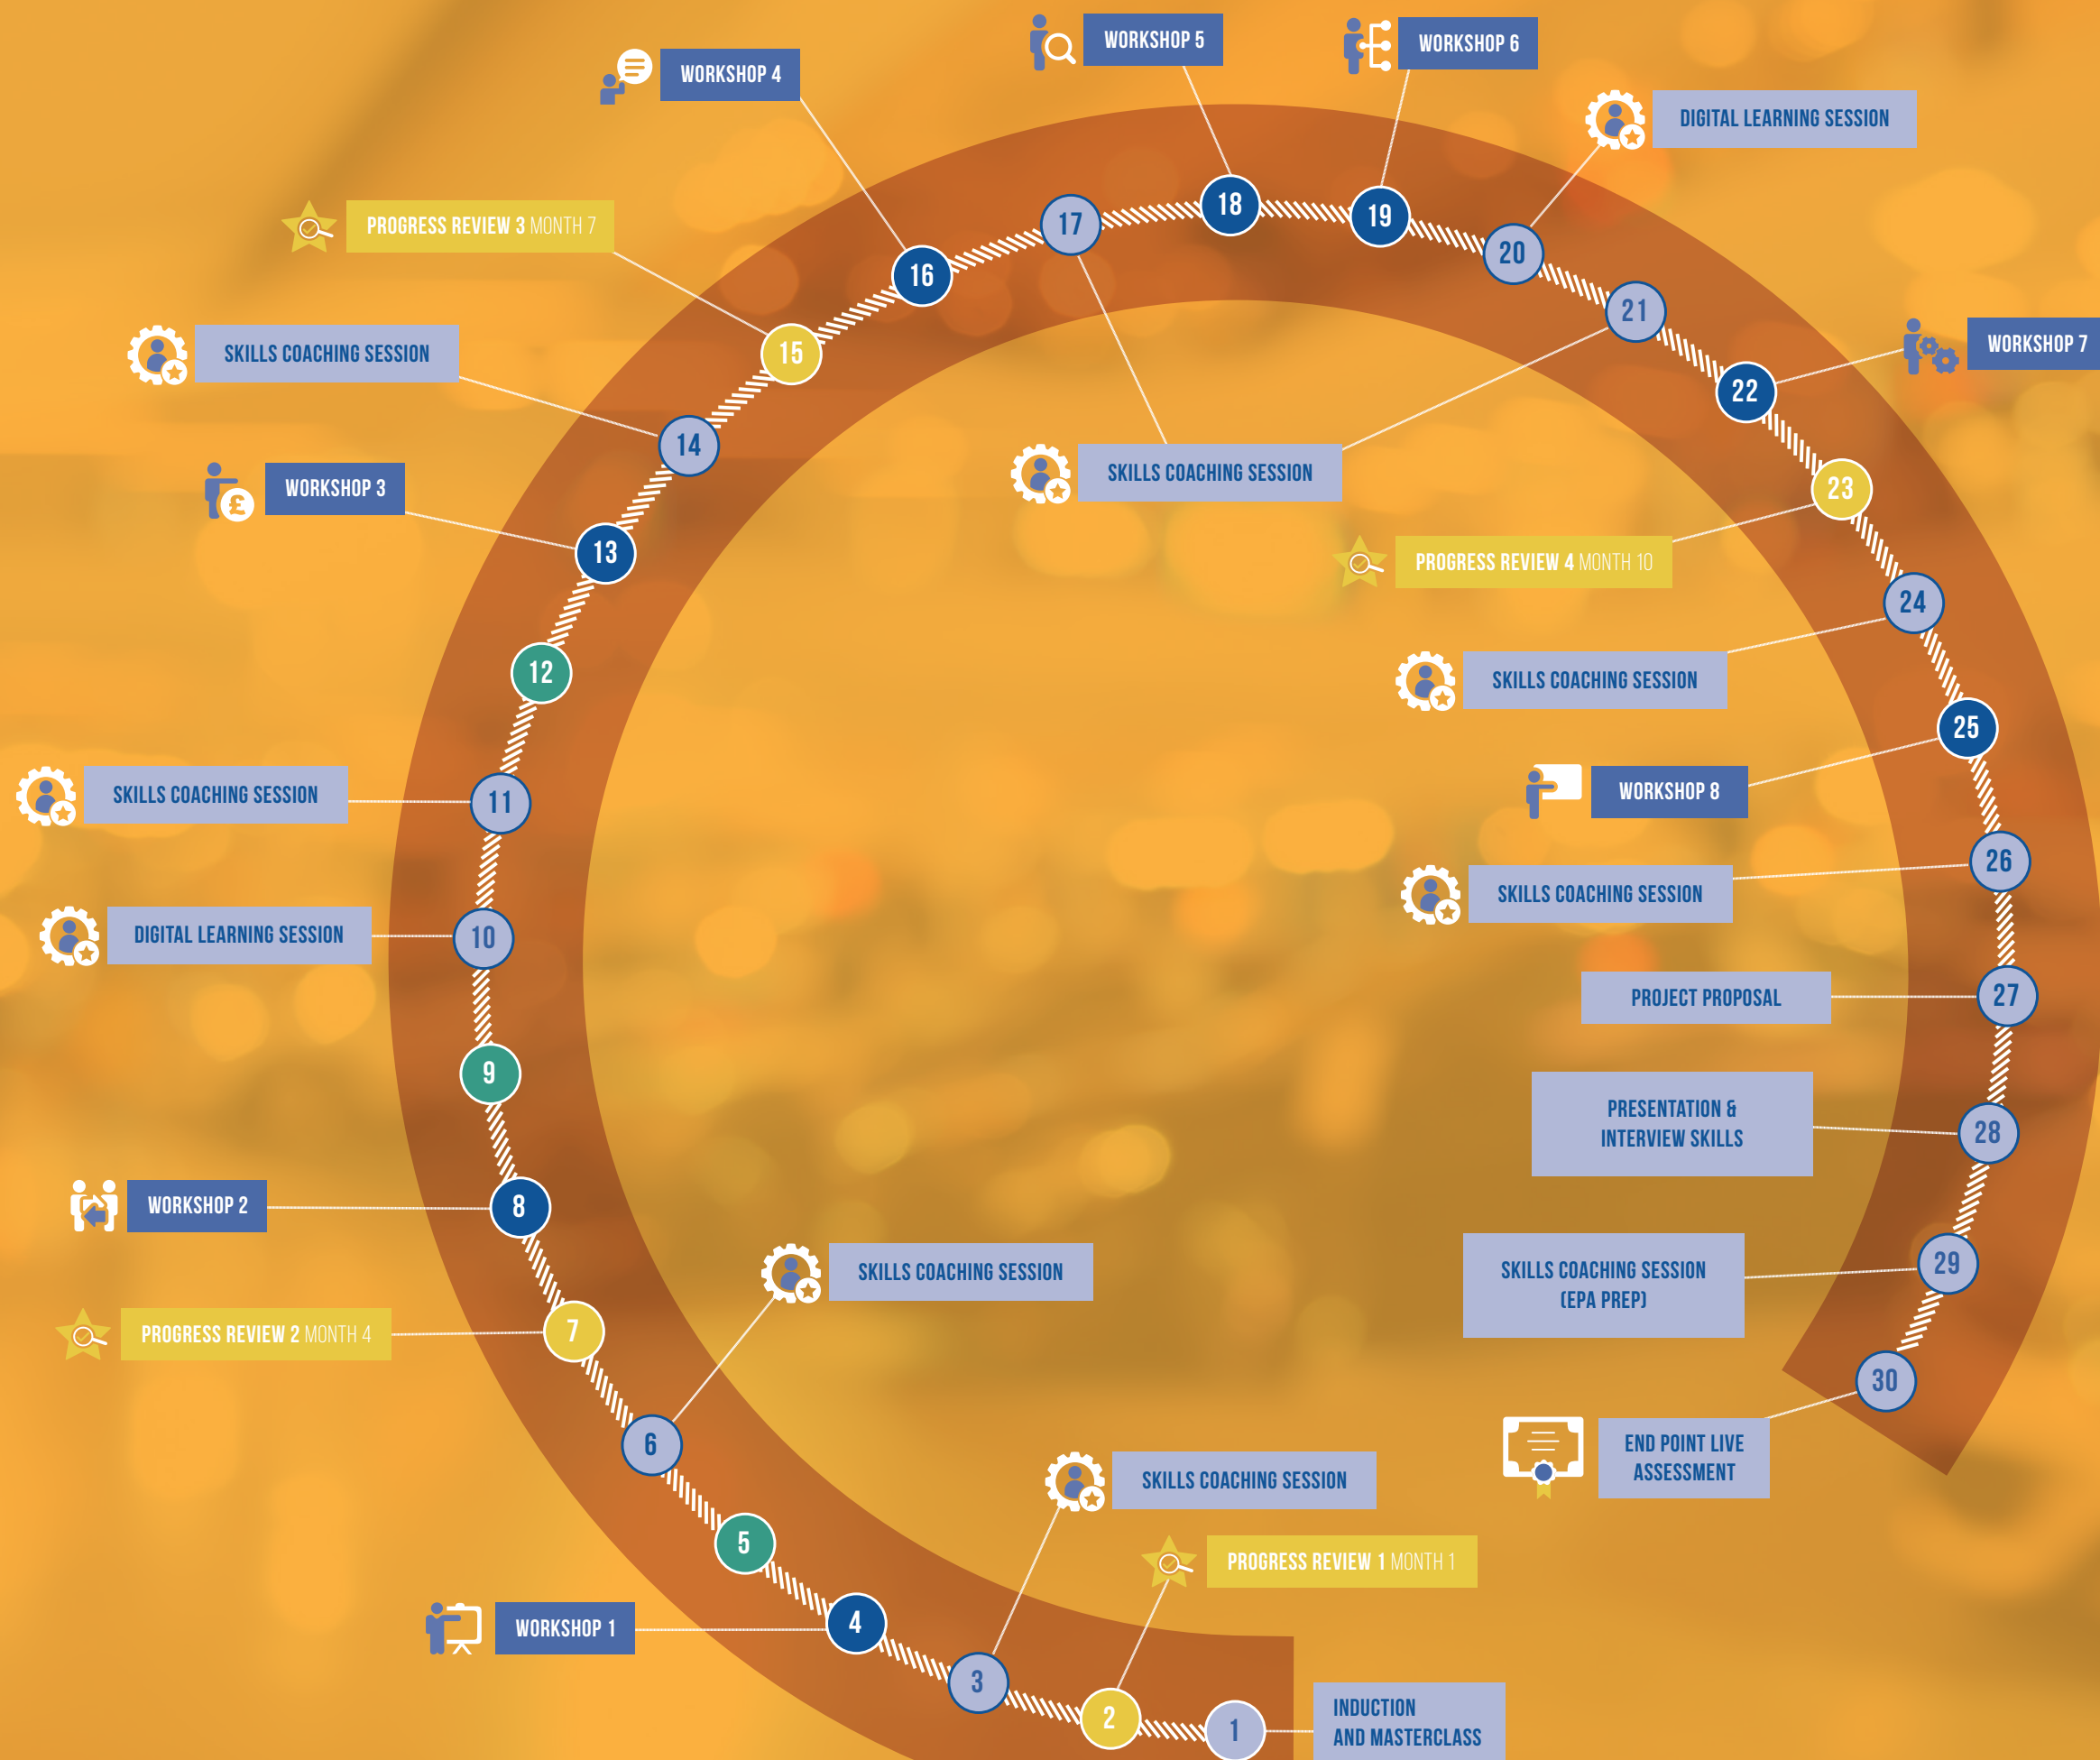 WORKSHOP 5
WORKSHOP 6
WORKSHOP 4
DIGITAL LEARNING SESSION
PROGRESS REVIEW 3 MONTH 7
18
19
17
20
16
21
SKILLS COACHING SESSION
15
WORKSHOP 7
22
14
SKILLS COACHING SESSION
WORKSHOP 3
£
23
13
PROGRESS REVIEW 4 MONTH 10
24
12
SKILLS COACHING SESSION
25
SKILLS COACHING SESSION
11
WORKSHOP 8
26
SKILLS COACHING SESSION
DIGITAL LEARNING SESSION
10
PROJECT PROPOSAL
27
9
PRESENTATION &
INTERVIEW SKILLS
28
WORKSHOP 2
8
SKILLS COACHING SESSION
SKILLS COACHING SESSION
(EPA PREP)
29
PROGRESS REVIEW 2 MONTH 4
7
30
6
END POINT LIVE
ASSESSMENT
SKILLS COACHING SESSION
5
PROGRESS REVIEW 1 MONTH 1
WORKSHOP 1
4
3
2
1
INDUCTION
AND MASTERCLASS